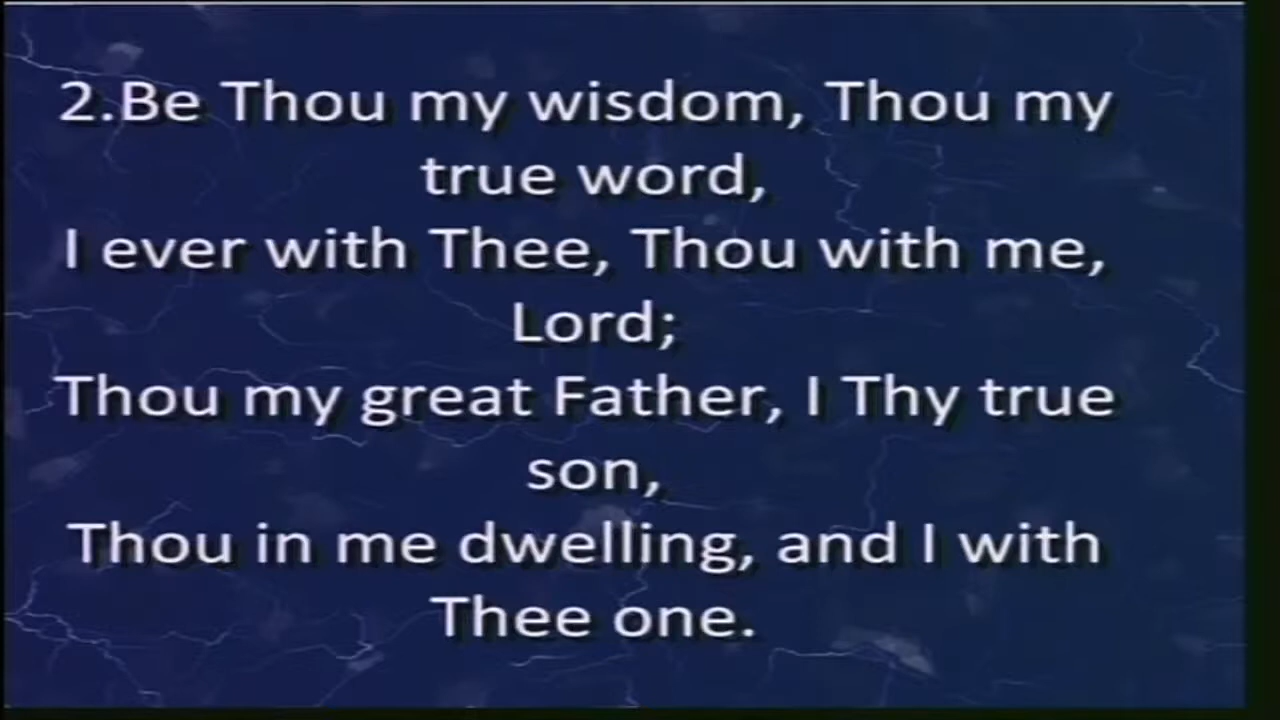 2.Be Thou my wisdom, Thou my
true word,
I ever with Thee, Thou with me,
Lord;
Thou my great Father, I Thy true
son,
Thou in me dwelling, and I with
Thee one.